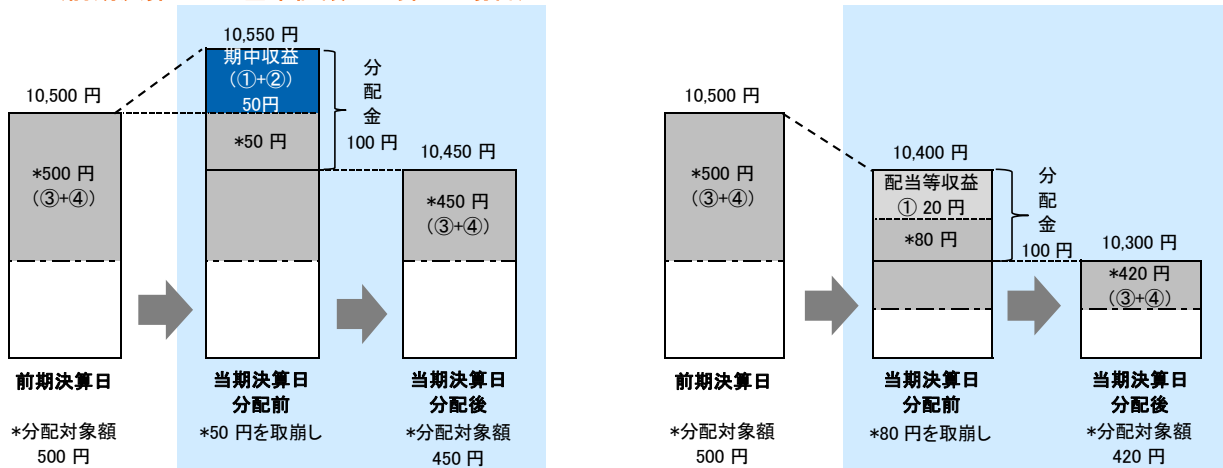 10,550 円
期中収益
(①+②)
50円
*50 円
分配金
100 円
10,500 円
*500 円
(③+④)
10,450 円
*450 円
(③+④)
前期決算日
当期決算日
分配前
当期決算日
分配後
*分配対象額
500 円
*50 円を取崩し
*分配対象額
450 円
10,500 円
*500 円
(③+④)
10,400 円
配当等収益
① 20 円
*80 円
分配金
100 円
10,300 円
*420 円
(③+④)
前期決算日
当期決算日
分配前
当期決算日
分配後
*分配対象額
500 円
*80 円を取崩し
*分配対象額
420 円